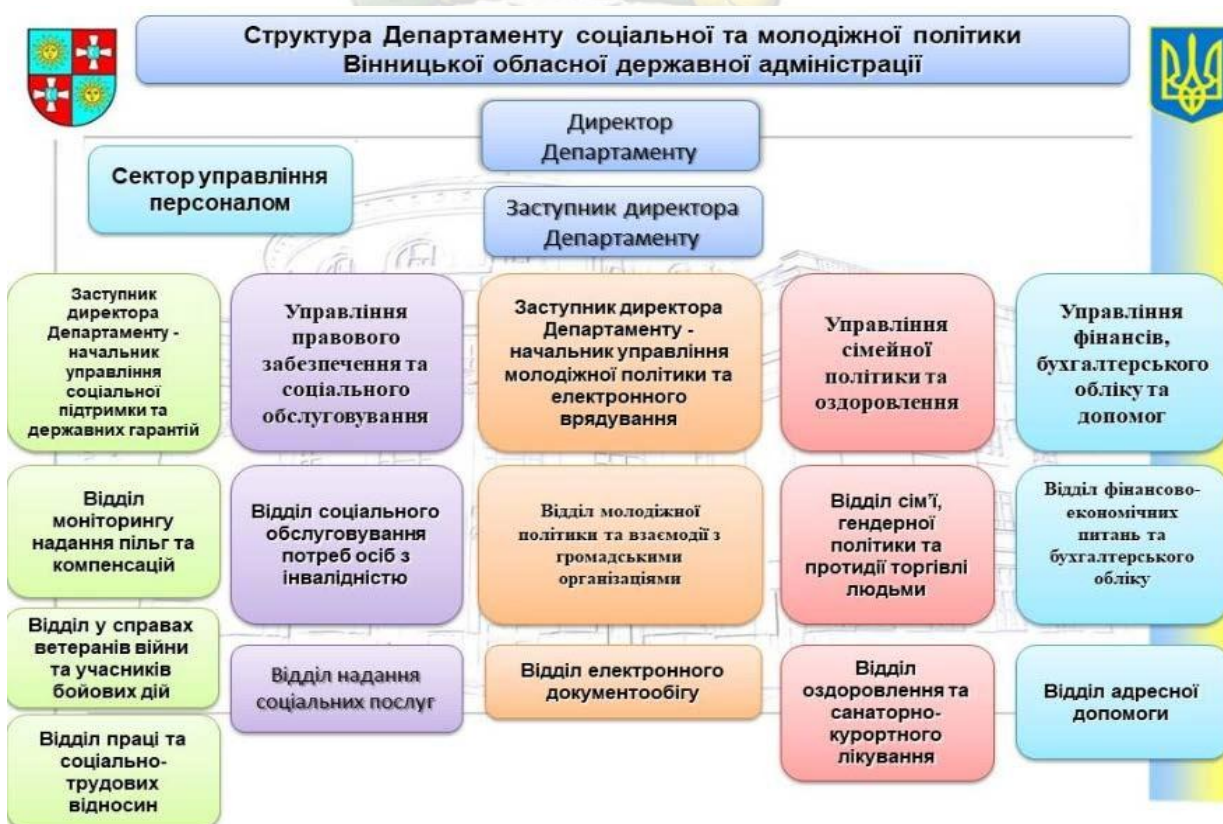 Структура Департаменту соціальної та молодіжної політики
Вінницької обласної державної адміністрації
Директор
Департаменту
Сектор управління
персоналом
Заступник директора
Департаменту
Заступник
директора
Департаменту -
начальник
управління
соціальної
підтримки та
державних гарантій
Управління
правового
забезпечення та
соціального
обслуговування
Заступник директора
Департаменту -
начальник управління
молодіжної політики та
електронного
врядування
Управління
сімейної
політики та
оздоровлення
Управління
фінансів,
бухгалтерського
обліку та
допомог
Відділ
моніторингу
надання пільг та
компенсацій
Відділ соціального
обслуговування
потреб осіб з
інвалідністю
Відділ молодіжної
політики та взаємодії з
громадськими
організаціями
Відділ сім'ї,
гендерної
політики та
протидії торгівлі
людьми
Відділ фінансово-
економічних
питань та
бухгалтерського
обліку
Відділ у справах
ветеранів війни
та учасників
бойових дій
Відділ надання
соціальних послуг
Відділ електронного
документообігу
Відділ
оздоровлення та
санаторно-
курортного
лікування
Відділ адресної
допомоги
Відділ праці та
соціально-
трудових
відносин